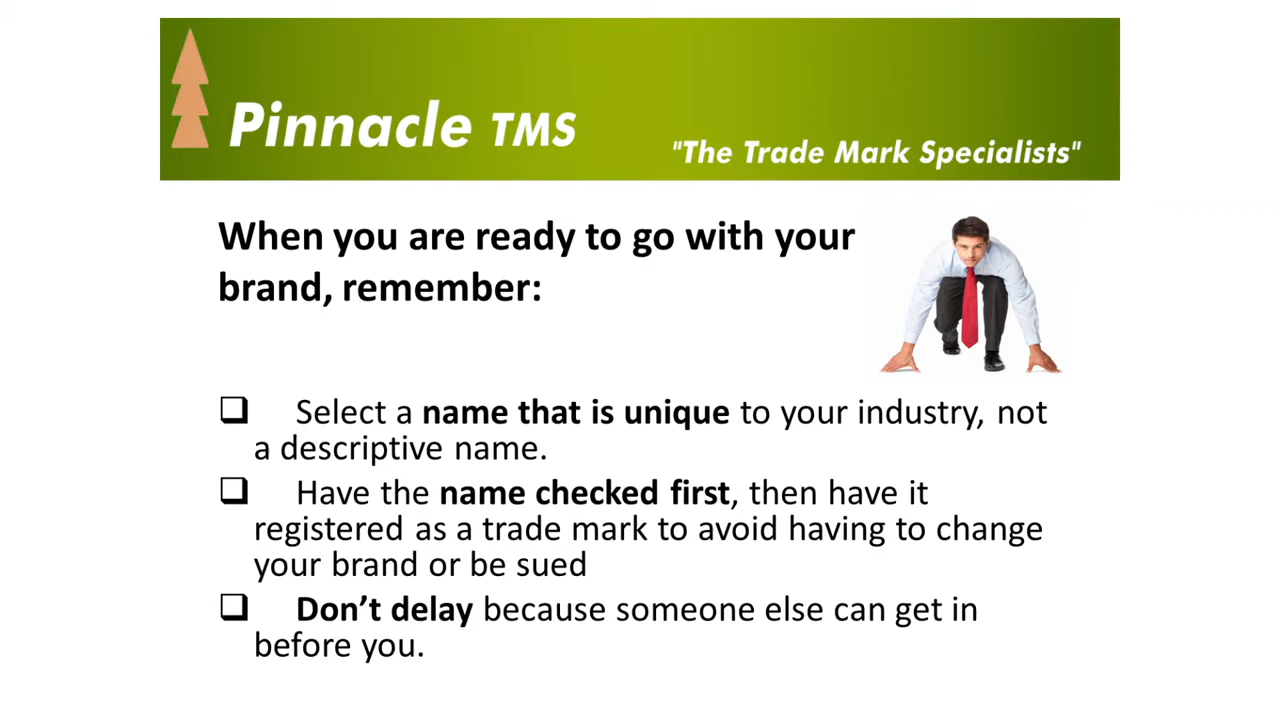 Pinnacle TMS
"The Trade Mark Specialists"
When you are ready to go with your
brand, remember:
❑ Select a name that is unique to your industry, not
a descriptive name.
❑ Have the name checked first, then have it
registered as a trade mark to avoid having to change
your brand or be sued
❑ Don’t delay because someone else can get in
before you.